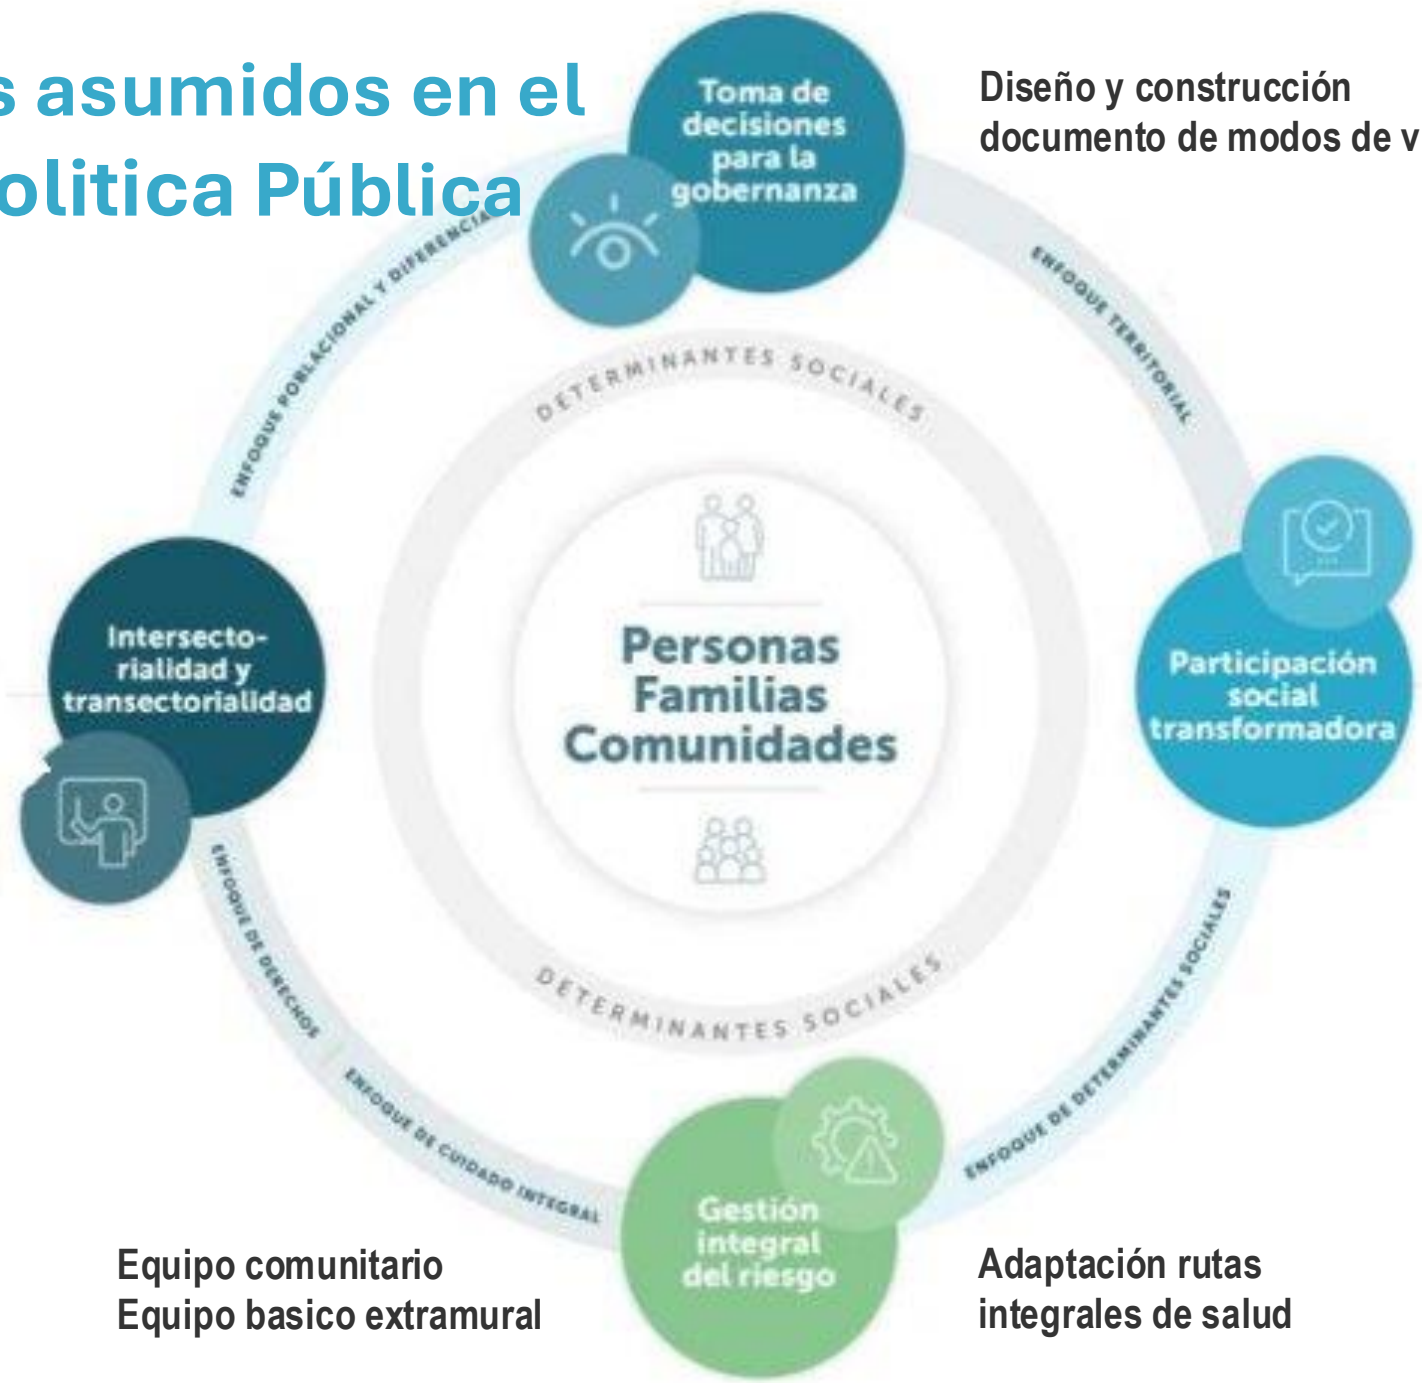 s asumidos en el
olitica Pública
Toma de
decisiones
para la
gobernanza
Diseño y construcción
documento de modos de v
ENFOQUE POBLACIONAL Y DIFERENCIAL
ENFOQUE TERRITORIAL
DETERMINANTES SOCIALES
Intersecto-
rialidad y
transectorialidad
Personas
Familias
Comunidades
Participación
social
transformadora
DETERMINANTES SOCIALES
ENFOQUE DE DERECHOS
ENFOQUE DE CUIDADO INTEGRAL
ENFOQUE DE DETERMINANTES SOCIALES
Gestión
integral
del riesgo
Equipo comunitario
Equipo basico extramural
Adaptación rutas
integrales de salud